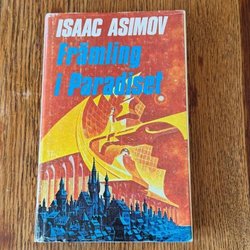 ISAAC ASIMOV
Främling
i Paradiset